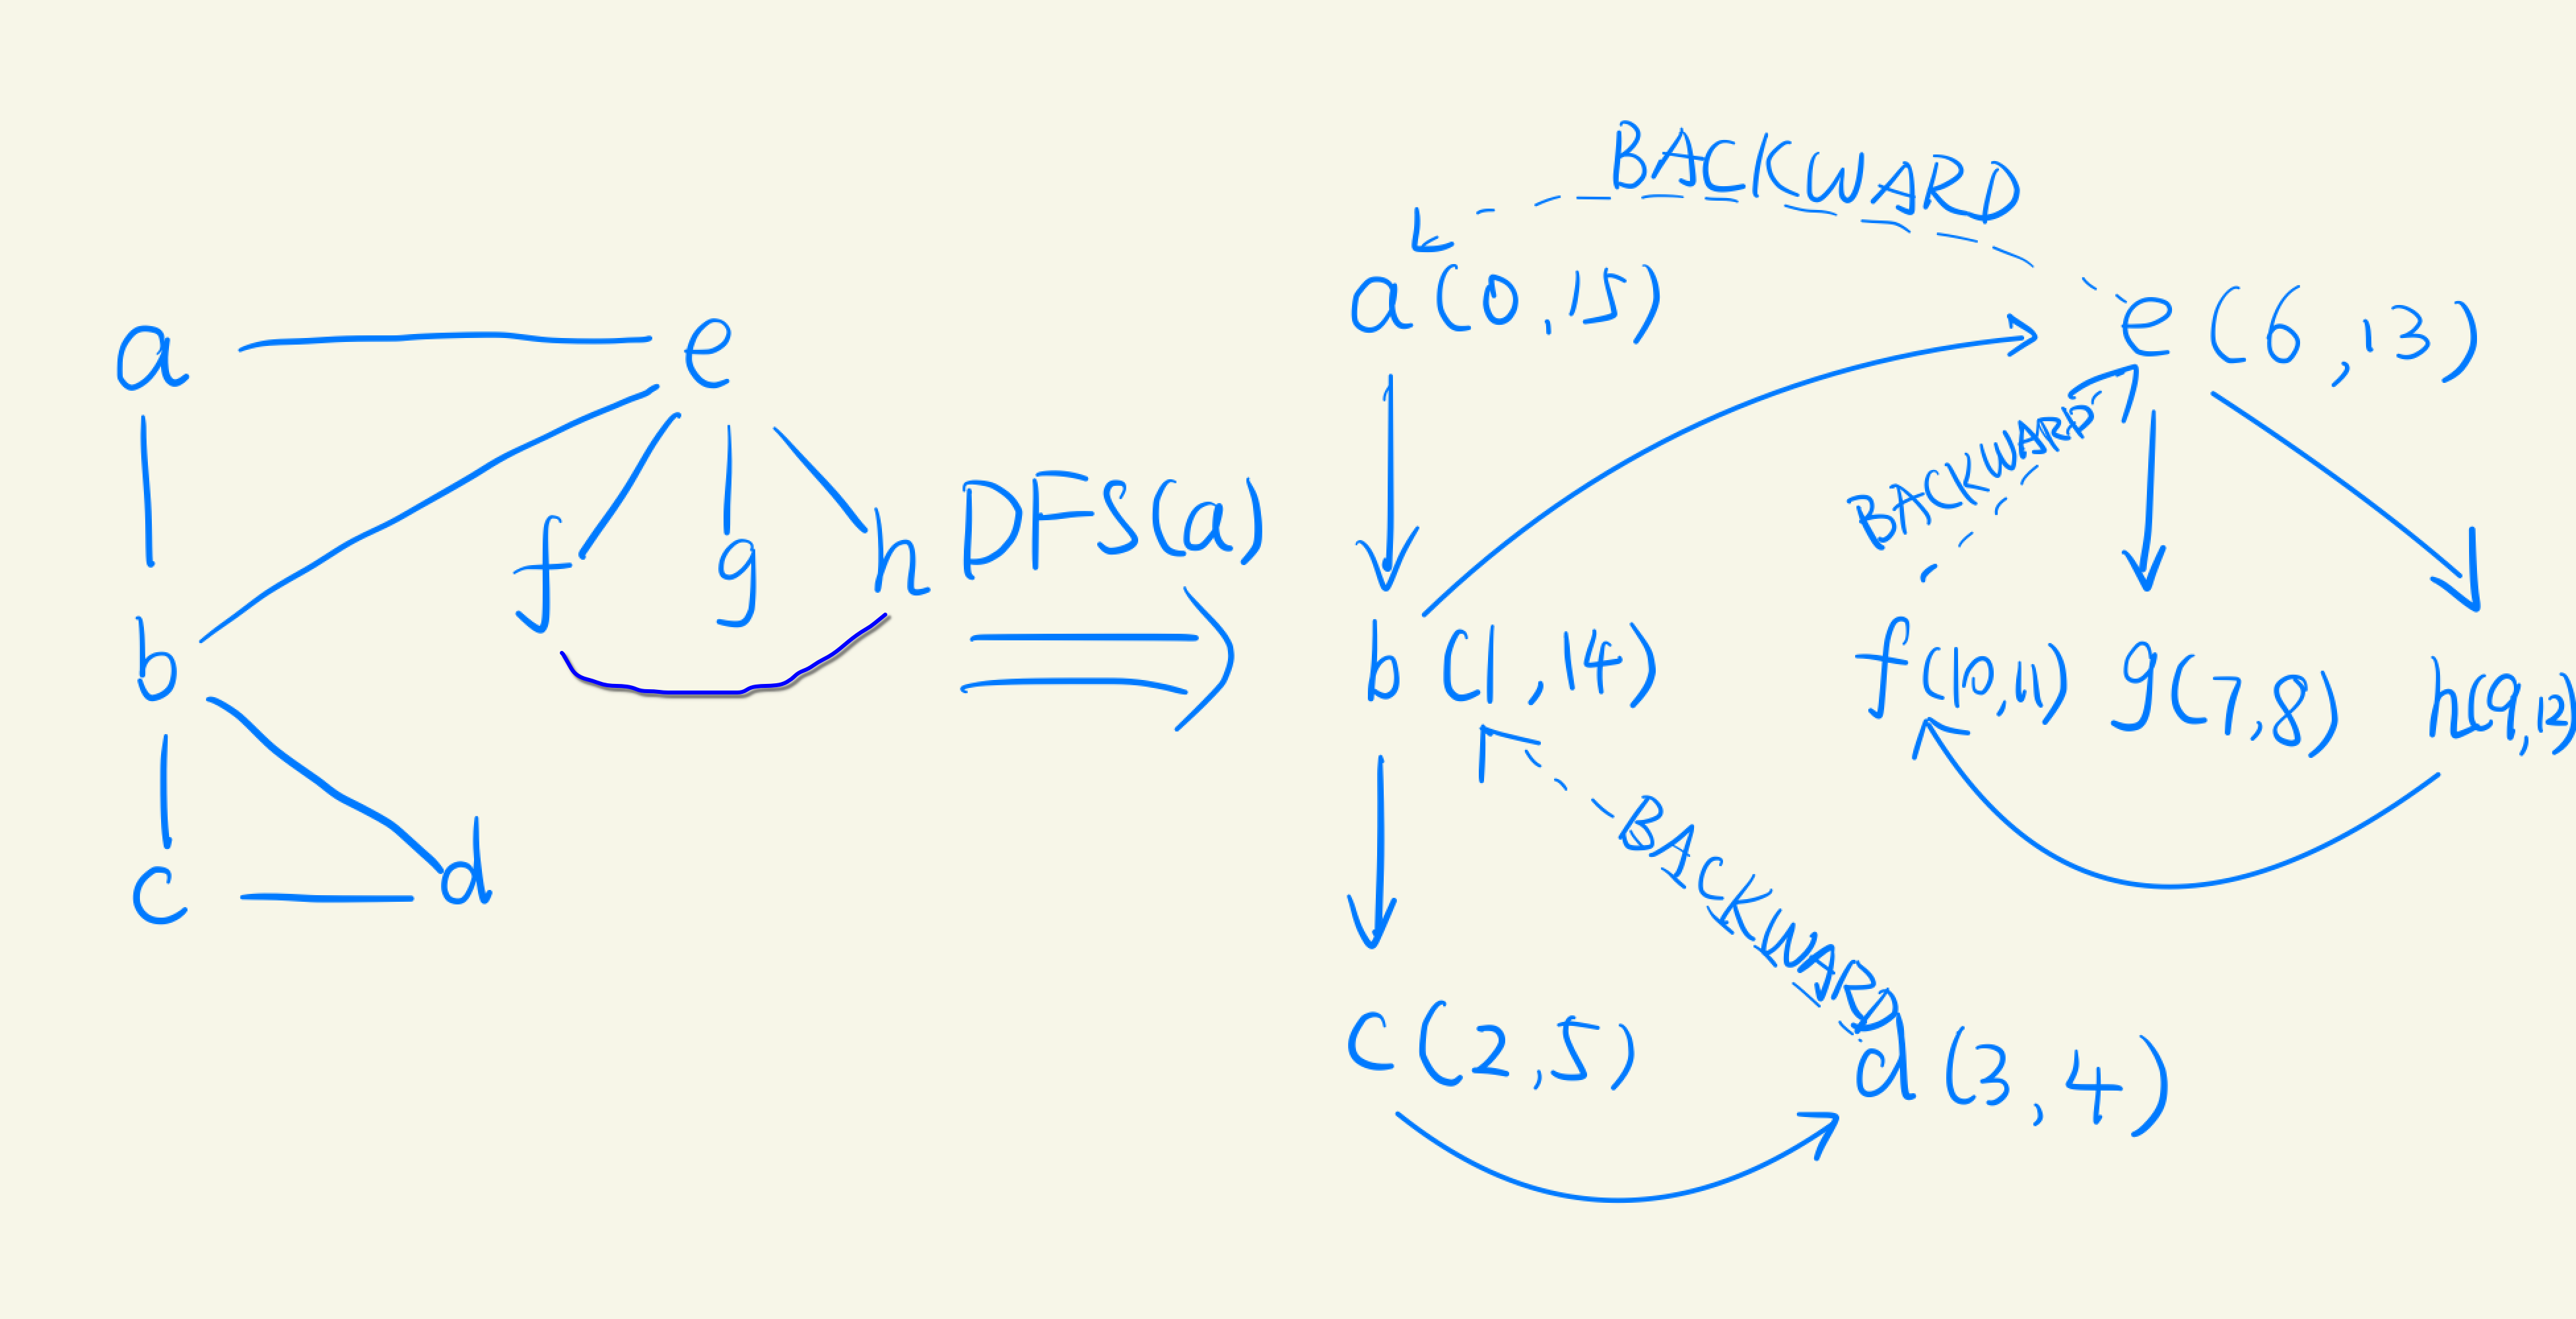 a
e
f
g
h
b
c
d
DFS(a)
BACKWARD
a(0,15)
e(6,13)
BACKWARD
b(1,14)
f(10,11)
g(7,8)
h(9,12)
BACKWARD
c(2,5)
d(3,4)